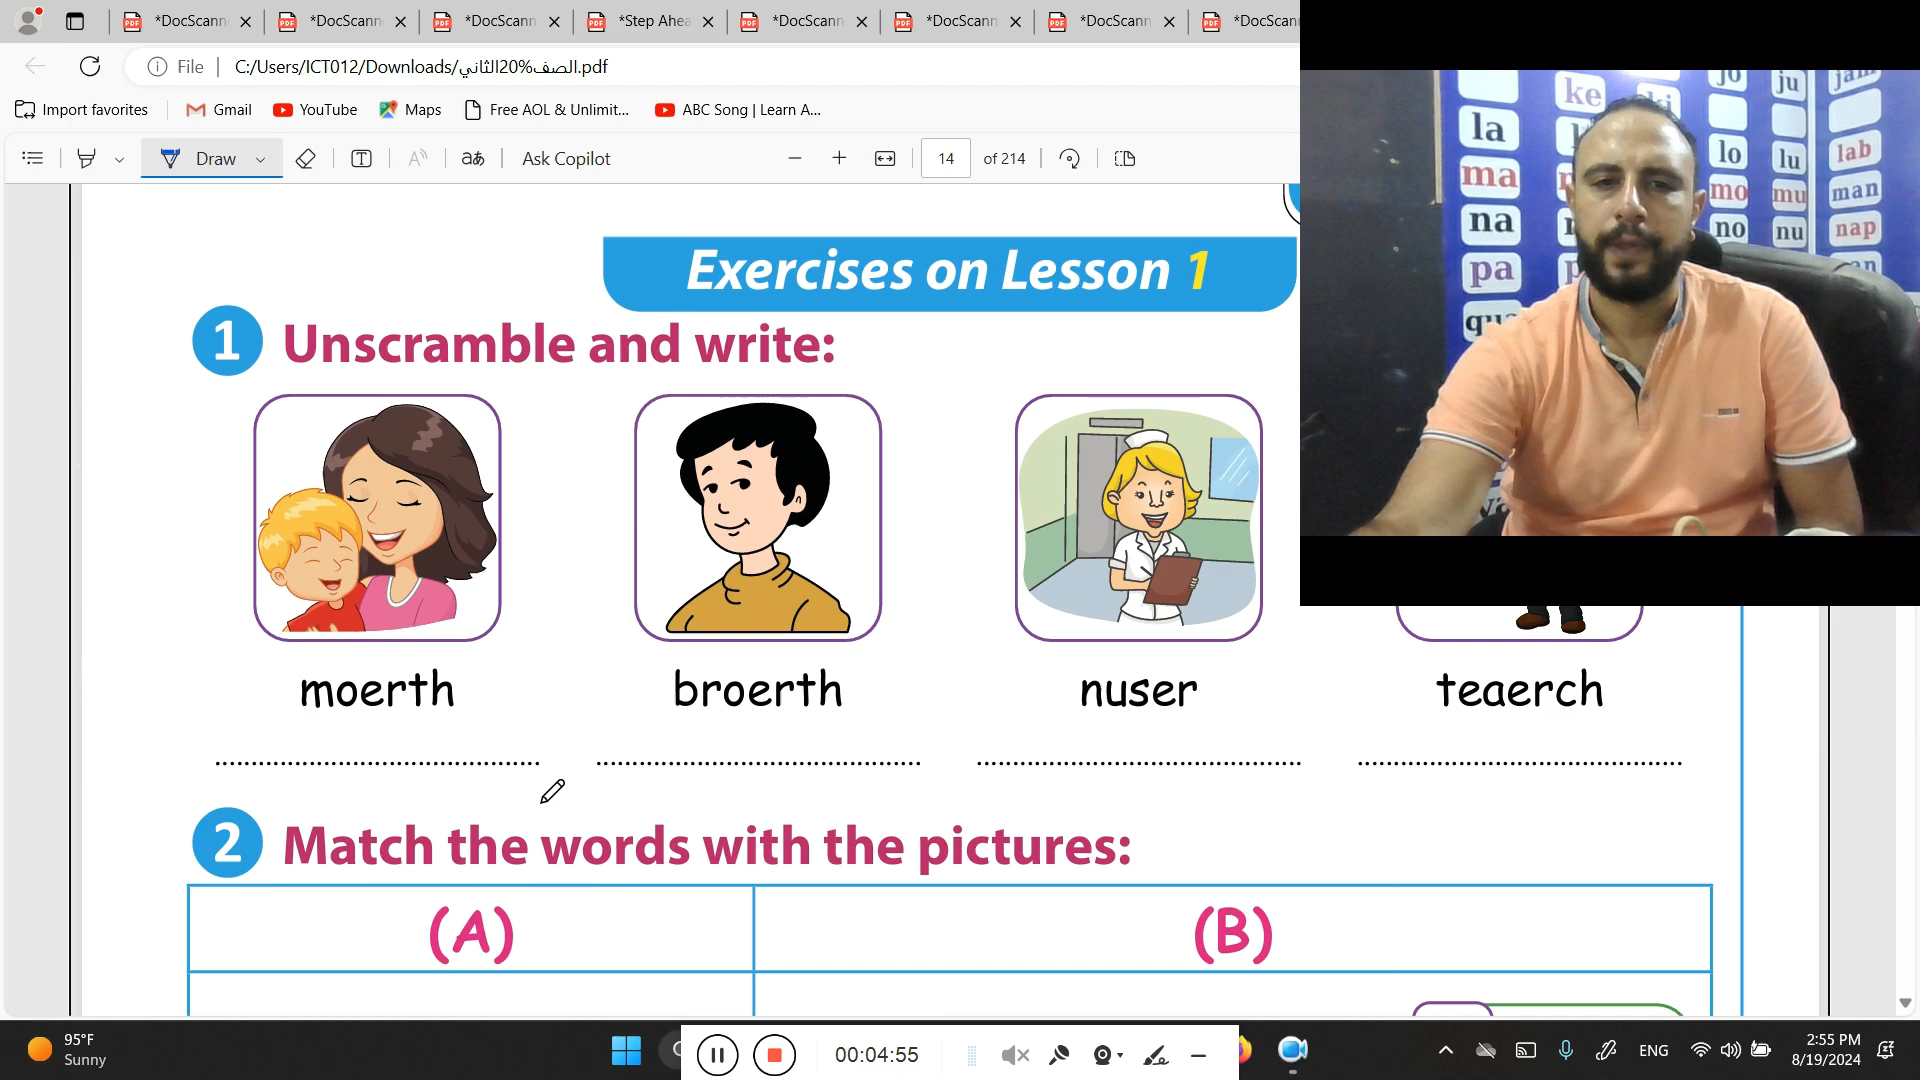 *DocScann *DocScann *DocScann *Step Ahea *DocScann *DocScann *DocScann *DocScann
File C:/Users/ICT012/Downloads/الصف%20الثاني.pdf
Import favorites Gmail YouTube Maps Free AOL & Unlimit... ABC Song | Learn A...
Draw Ask Copilot 14 of 214
Exercises on Lesson 1
1 Unscramble and write:
moerth broerth nuser teaerch
2 Match the words with the pictures:
(A) (B)
ke jo ju jam
la lo lu lab
ma mo mu man
na no nu nap
pa
95°F
Sunny
00:04:55
ENG
2:55 PM
8/19/2024